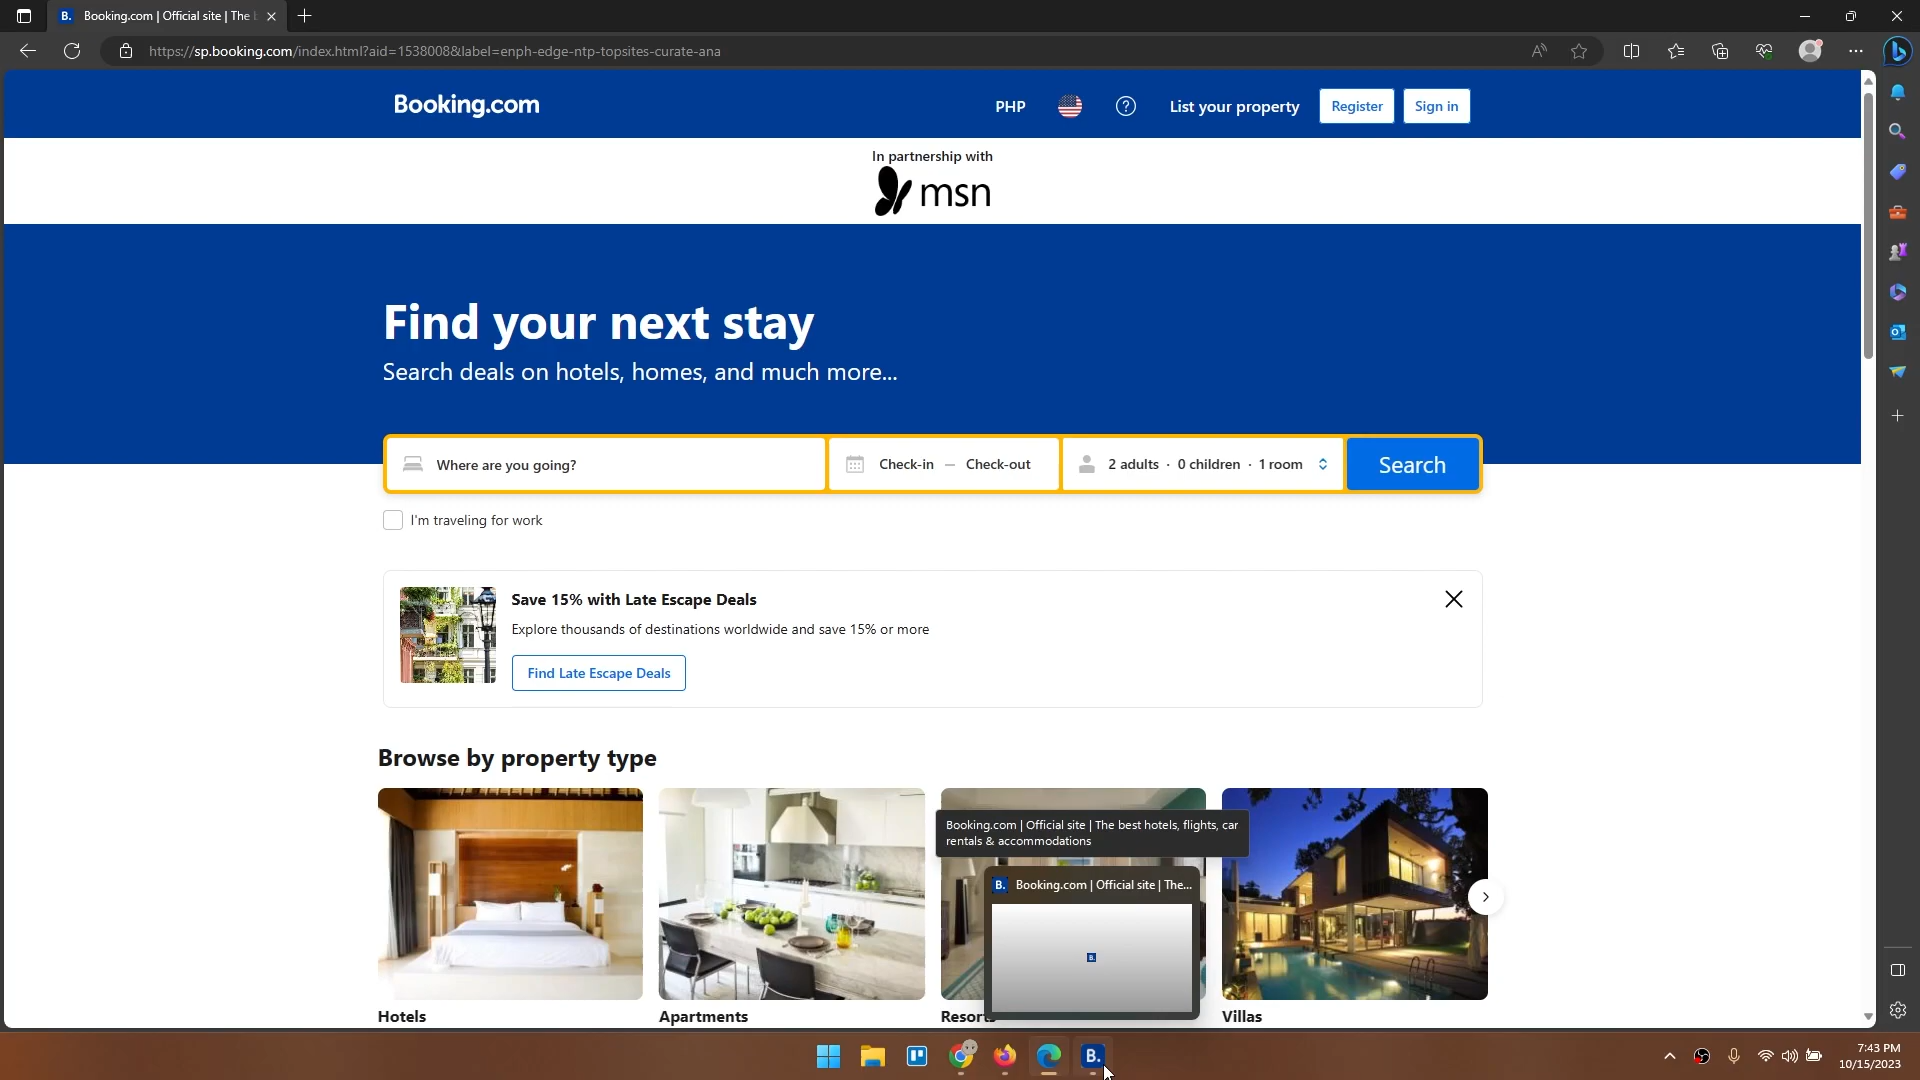 Booking.com | Official site | The
https://sp.booking.com/index.html?aid=1538008&label=enph-edge-ntp-topsites-curate-ana
Booking.com
PHP
List your property
Register
Sign in
In partnership with
msn
Find your next stay
Search deals on hotels, homes, and much more...
Where are you going?
Check-in — Check-out
2 adults · 0 children · 1 room
Search
I'm traveling for work
Save 15% with Late Escape Deals
Explore thousands of destinations worldwide and save 15% or more
Find Late Escape Deals
Browse by property type
Booking.com | Official site | The best hotels, flights, car
rentals & accommodations
B. Booking.com | Official site | The...
B.
Hotels
Apartments
Resorts
Villas
B.
7:43 PM
10/15/2023